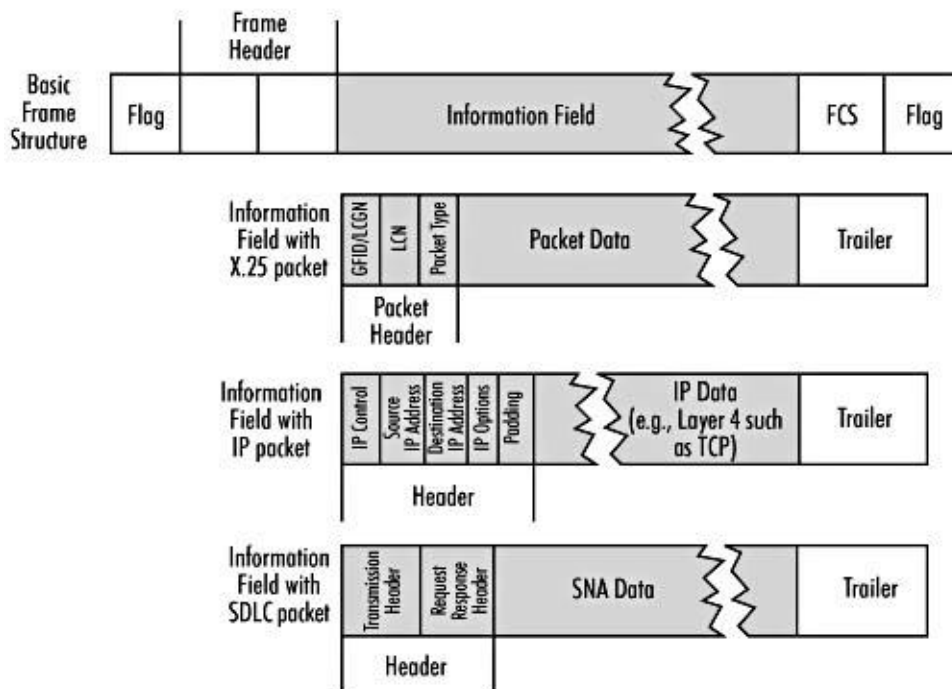 Frame
Header
Basic
Frame
Structure
Flag
Information Field
FCS
Flag
Information
Field with
X.25 packet
GFID/LCGN
LCN
Packet Type
Packet Data
Trailer
Packet
Header
Information
Field with
IP packet
IP Control
Source
IP Address
Destination
IP Address
IP Options
Padding
IP Data
(e.g., Layer 4 such
as TCP)
Trailer
Header
Information
Field with
SDLC packet
Transmission
Header
Request
Response
Header
SNA Data
Trailer
Header